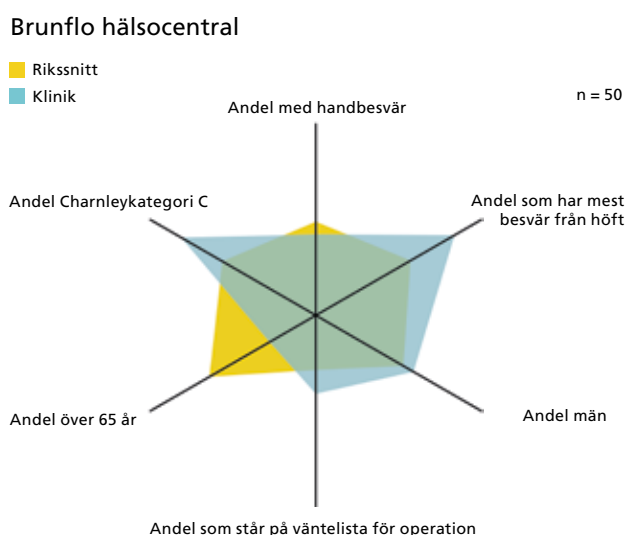 Brunflo hälsocentral
Rikssnitt
Klinik
n = 50
Andel med handbesvär
Andel Charnleykategori C
Andel som har mest
besvär från höft
Andel över 65 år
Andel män
Andel som står på väntelista för operation